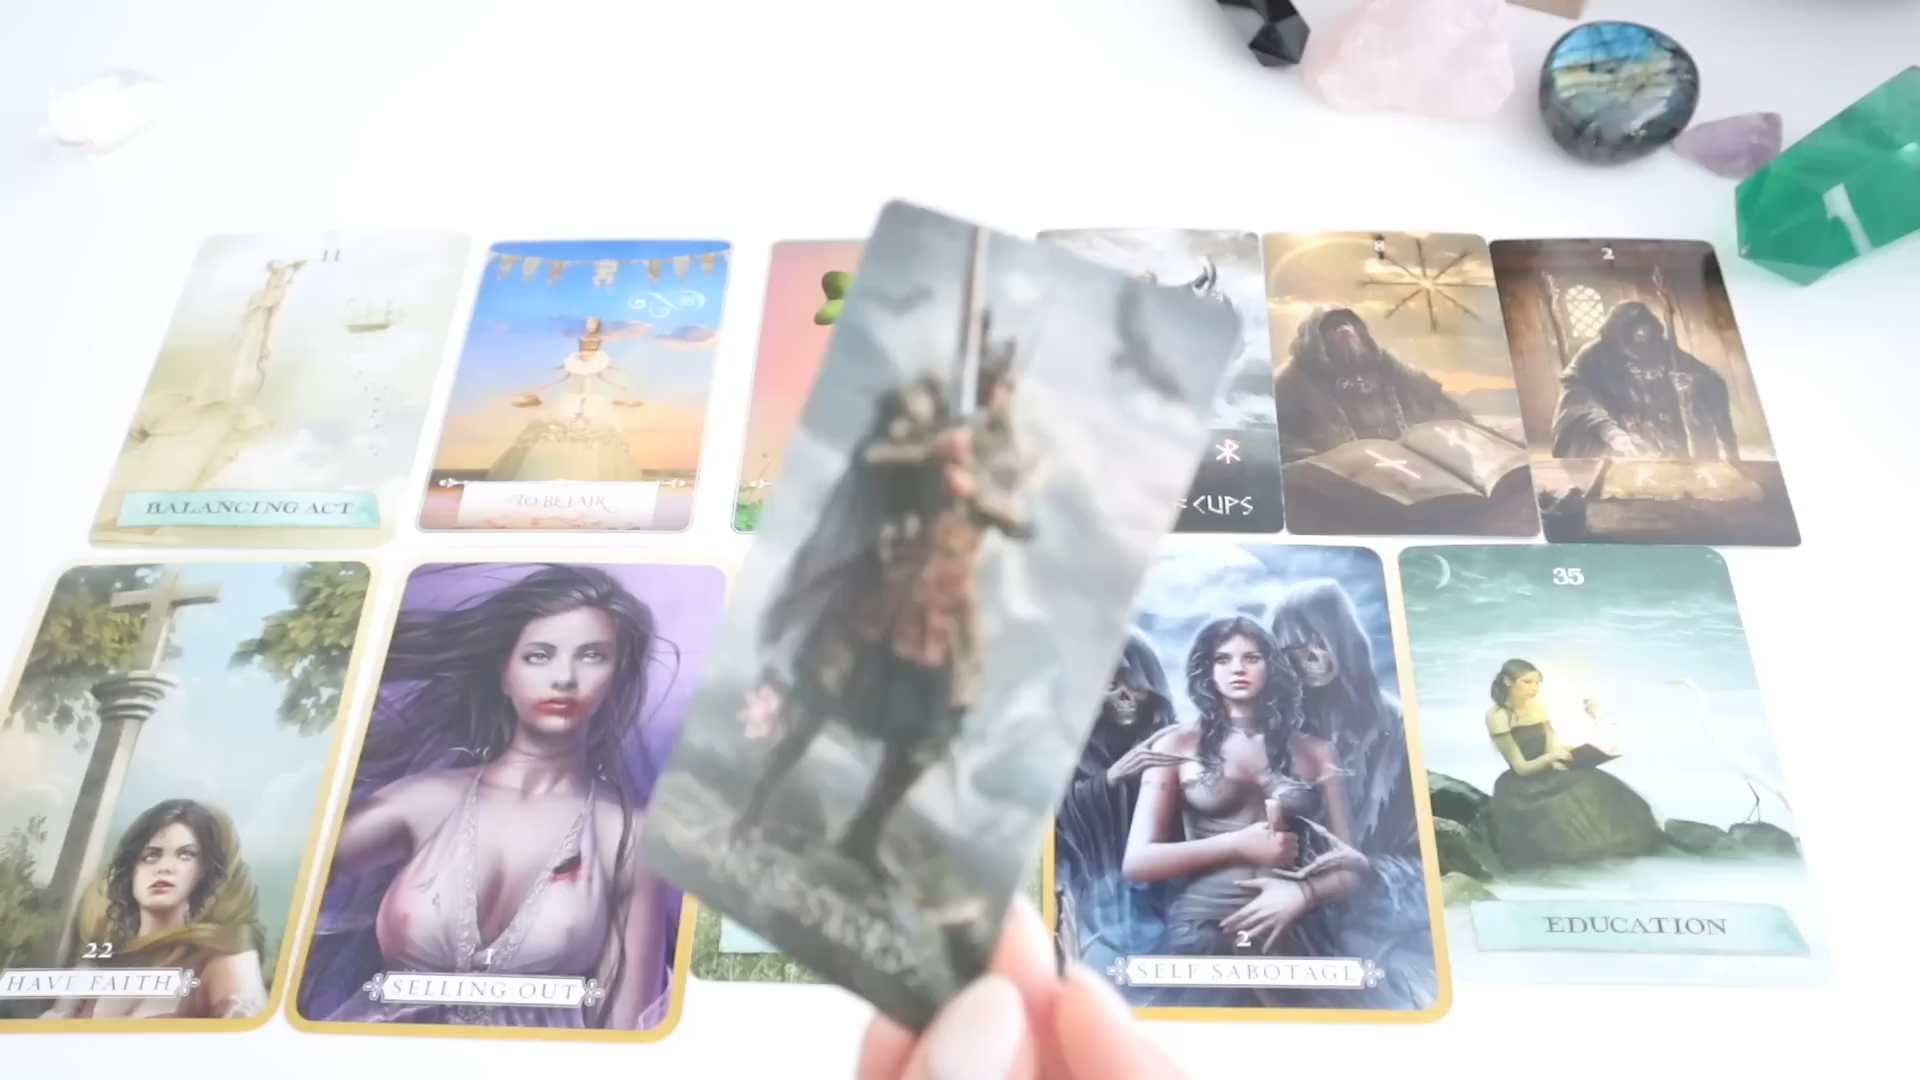 11
BALANCING ACT
TO BE FAIR
CUPS
2
22
HAVE FAITH
1
SELLING OUT
2
SELF SABOTAGE
35
EDUCATION